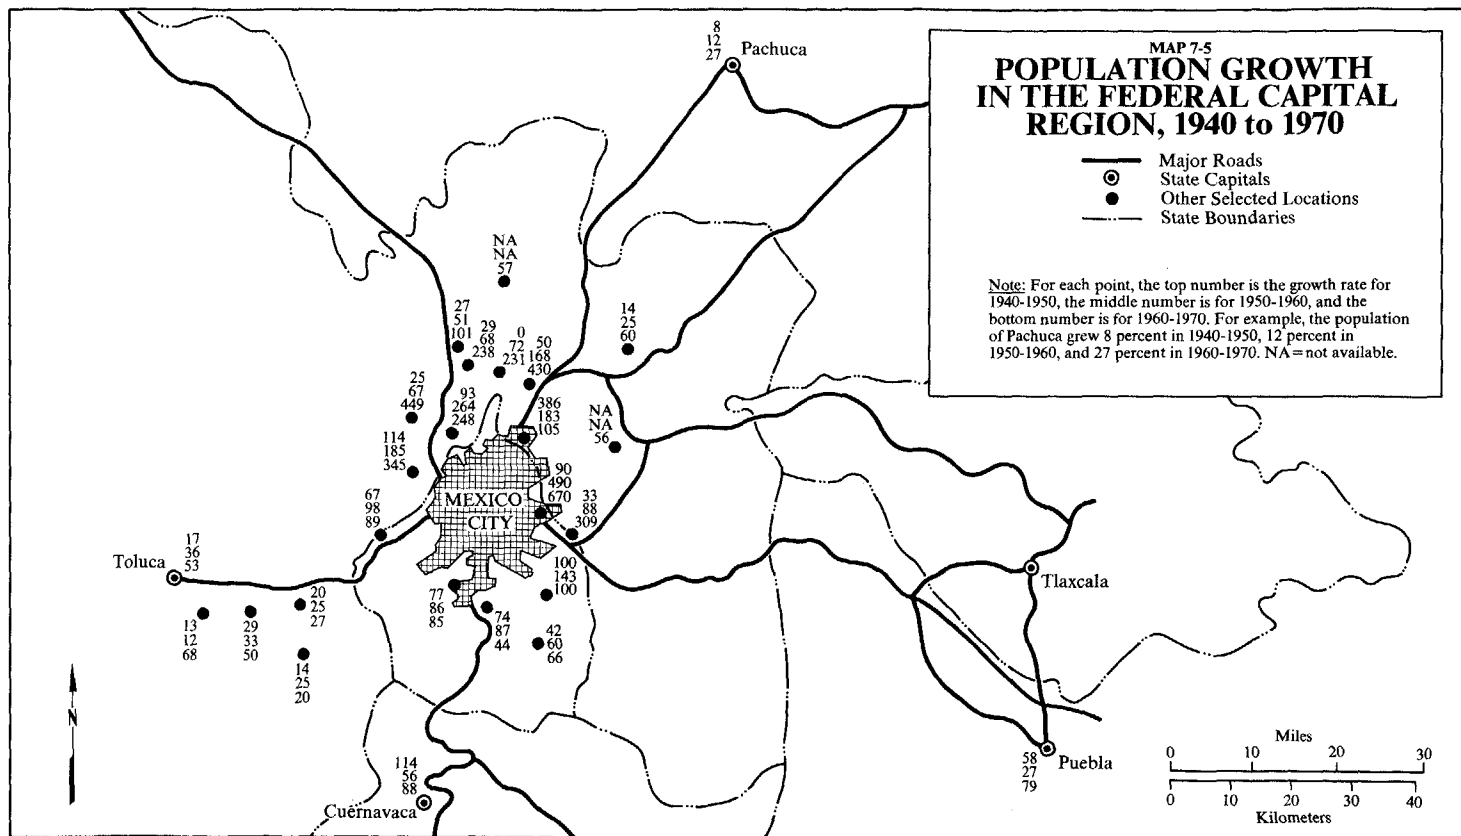 8
12
27
Pachuca
MAP 7-5
POPULATION GROWTH
IN THE FEDERAL CAPITAL
REGION, 1940 to 1970
Major Roads
State Capitals
Other Selected Locations
State Boundaries
Note: For each point, the top number is the growth rate for
1940-1950, the middle number is for 1950-1960, and the
bottom number is for 1960-1970. For example, the population
of Pachuca grew 8 percent in 1940-1950, 12 percent in
1950-1960, and 27 percent in 1960-1970. NA=not available.
NA
NA
57
27
51
101
29
68
238
0
72
231
50
168
430
14
25
60
25
67
449
93
264
248
386
183
105
NA
NA
56
114
185
345
90
490
670
67
98
89
MEXICO
CITY
33
88
309
Toluca
17
36
53
100
143
100
Tlaxcala
13
12
68
29
33
50
20
25
27
14
25
20
77
86
85
74
87
44
42
60
66
N
114
56
88
Cuernavaca
58
27
79
Puebla
Miles
0 10 20 30
0 10 20 30 40
Kilometers